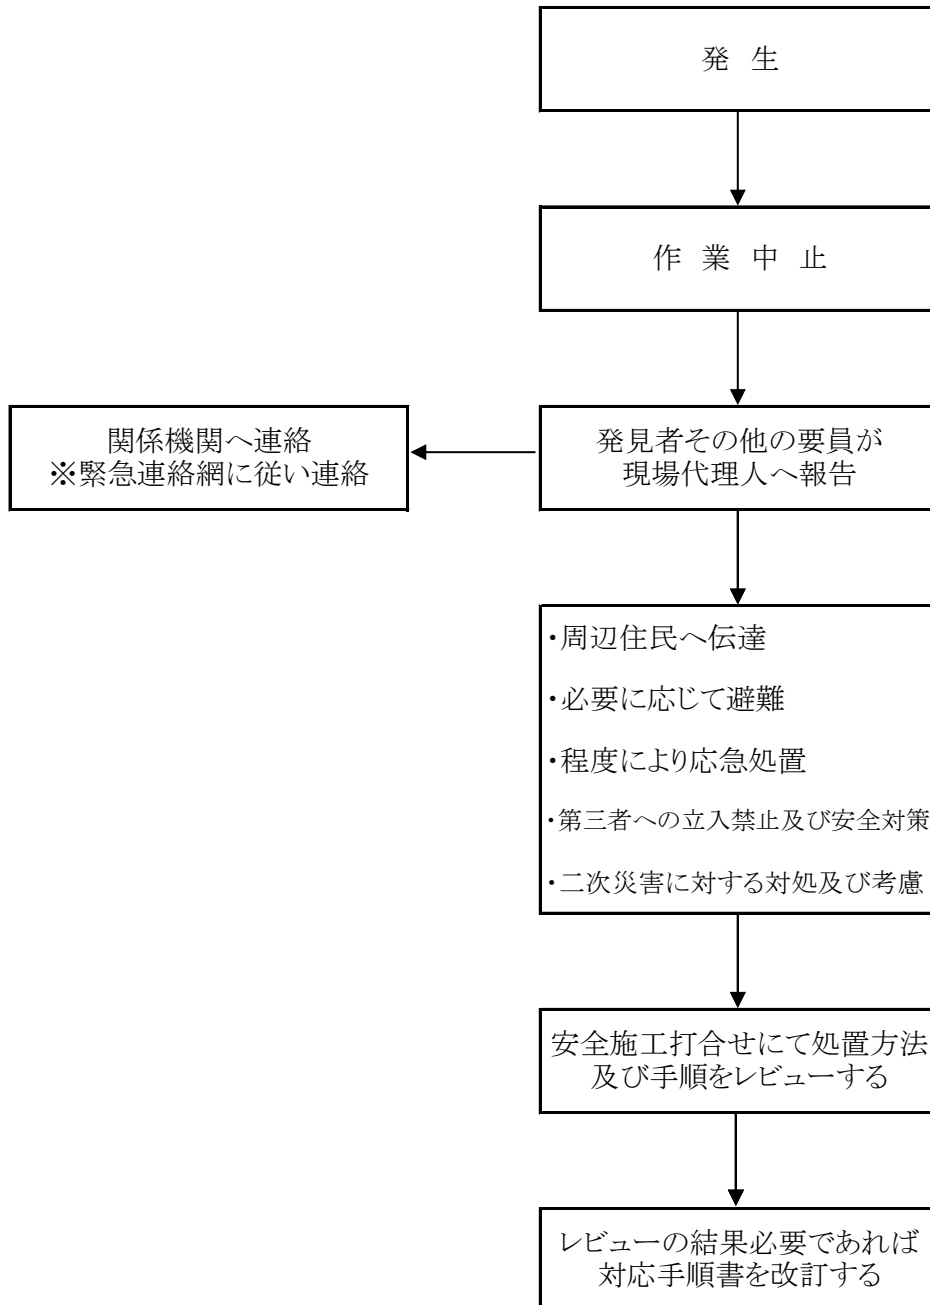 発 生
作 業 中 止
関係機関へ連絡
※緊急連絡網に従い連絡
発見者その他の要員が
現場代理人へ報告
・周辺住民へ伝達
・必要に応じて避難
・程度により応急処置
・第三者への立入禁止及び安全対策
・二次災害に対する対処及び考慮
安全施工打合せにて処置方法
及び手順をレビューする
レビューの結果必要であれば
対応手順書を改訂する